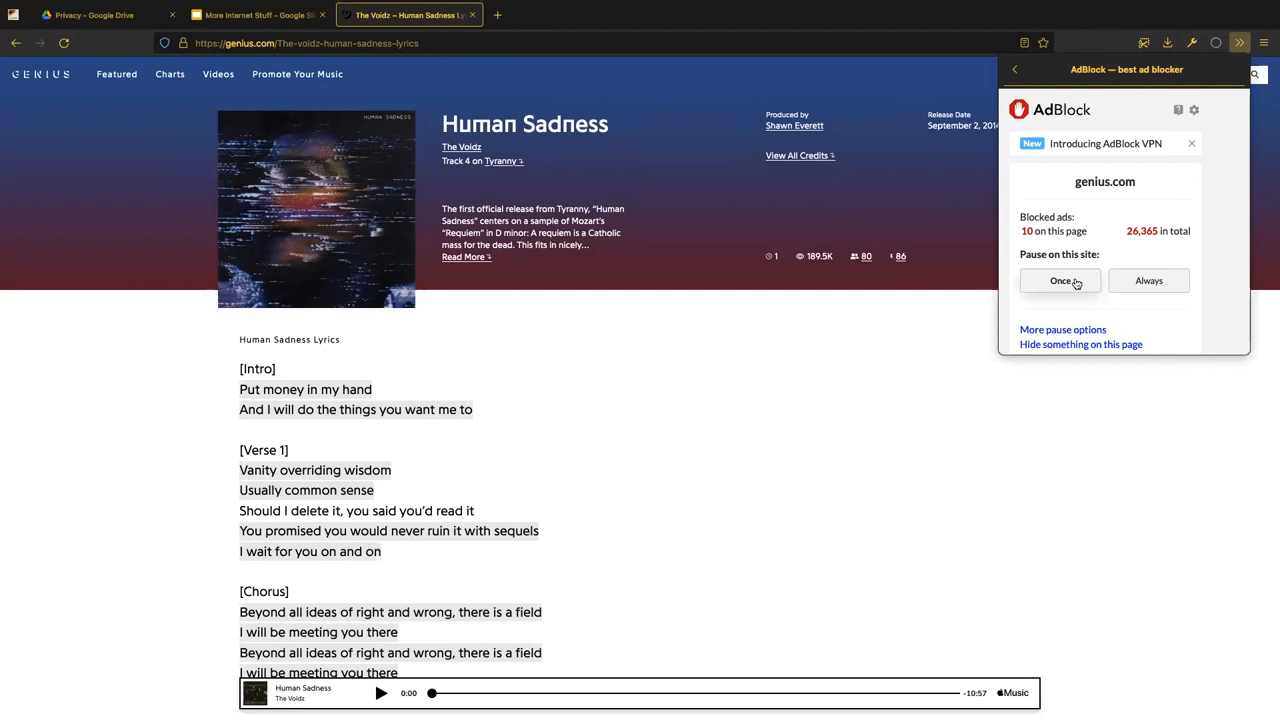 Privacy – Google Drive
More Internet Stuff - Google Sl
The Voidz – Human Sadness Ly
https://genius.com/The-voidz-human-sadness-lyrics
GENIUS
Featured
Charts
Videos
Promote Your Music
HUMAN SADNESS
Human Sadness
The Voidz
Track 4 on Tyranny
The first official release from Tyranny, “Human
Sadness” centers on a sample of Mozart’s
“Requiem” in D minor: A requiem is a Catholic
mass for the dead. This fits in nicely…
Read More
Produced by
Shawn Everett
View All Credits
Release Date
September 2, 2014
1
189.5K
80
86
AdBlock — best ad blocker
AdBlock
New Introducing AdBlock VPN
genius.com
Blocked ads:
10 on this page
26,365 in total
Pause on this site:
Once
Always
More pause options
Hide something on this page
Human Sadness Lyrics
[Intro]
Put money in my hand
And I will do the things you want me to
[Verse 1]
Vanity overriding wisdom
Usually common sense
Should I delete it, you said you’d read it
You promised you would never ruin it with sequels
I wait for you on and on
[Chorus]
Beyond all ideas of right and wrong, there is a field
I will be meeting you there
Beyond all ideas of right and wrong, there is a field
I will be meeting you there
Human Sadness
The Voidz
0:00
-10:57
Music